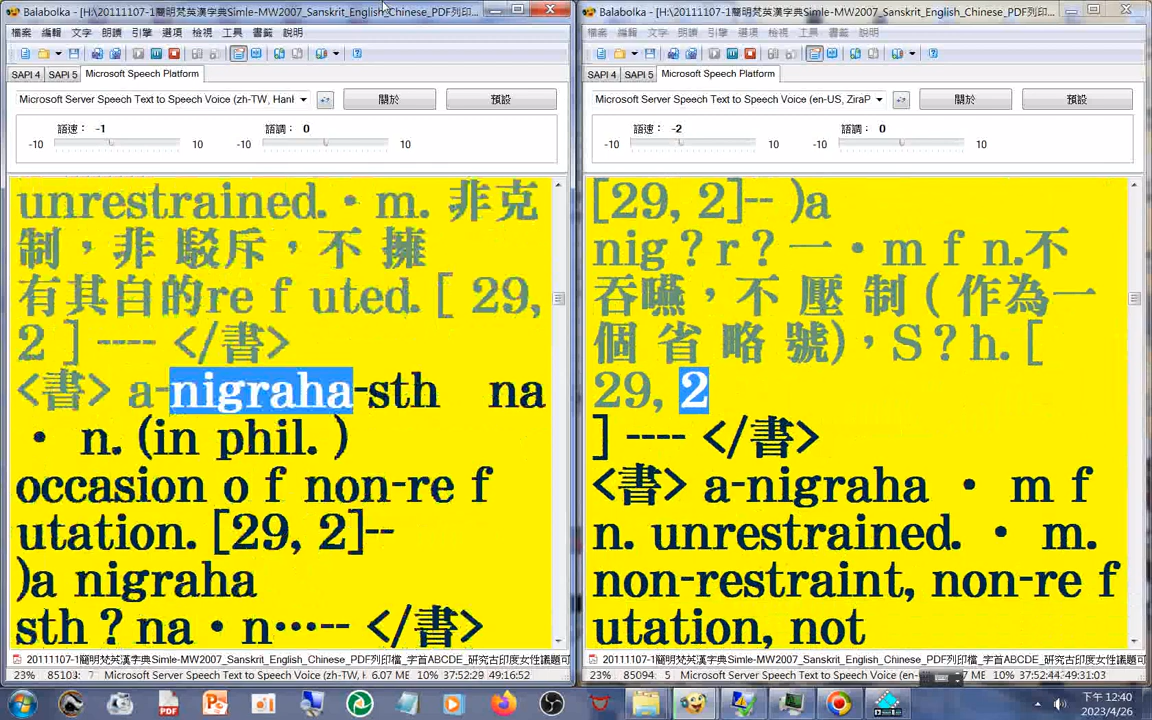 Balabolka - [H:\20111107-1簡明梵英漢字典Simle-MW2007_Sanskrit_English_Chinese_PDF列印...
檔案 編輯 文字 朗讀 引擎 選項 檢視 工具 書籤 說明
SAPI 4 SAPI 5 Microsoft Speech Platform
Microsoft Server Speech Text to Speech Voice (zh-TW, HanI 關於 預設
語速： -1 語調： 0
-10 10 -10 10
unrestrained.・m. 非克
制，非 駁斥，不 擁
有其自的re f uted. [ 29,
2 ] ---- </書>
<書> a-nigraha-sth na
・ n. (in phil. )
occasion o f non-re f
utation. [29, 2]--
)a nigraha
sth ? na・n…-- </書>
20111107-1簡明梵英漢字典Simle-MW2007_Sanskrit_English_Chinese_PDF列印檔_字首ABCDE_研究古印度女性議題可
23% 85103: 7 Microsoft Server Speech Text to Speech Voice (zh-TW, 6.07 ME 37:52:29 49:16:52
Balabolka - [H:\20111107-1簡明梵英漢字典Simle-MW2007_Sanskrit_English_Chinese_PDF列印...
檔案 編輯 文字 朗讀 引擎 選項 檢視 工具 書籤 說明
SAPI 4 SAPI 5 Microsoft Speech Platform
Microsoft Server Speech Text to Speech Voice (en-US, ZiraP 關於 預設
語速： -2 語調： 0
-10 10 -10 10
[29, 2]-- )a
nig ? r ? 一・m f n.不
吞嚥，不 壓 制 ( 作為一
個 省 略 號)，S ? h. [
29, 2
] ---- </書>
<書> a-nigraha ・ m f
n. unrestrained. ・ m.
non-restraint, non-re f
utation, not
20111107-1簡明梵英漢字典Simle-MW2007_Sanskrit_English_Chinese_PDF列印檔_字首ABCDE_研究古印度女性議題可
23% 85094: 5 Microsoft Server Speech Text to Speech Voice 10% 37:52:44 49:31:03
下午 12:40
2023/4/26